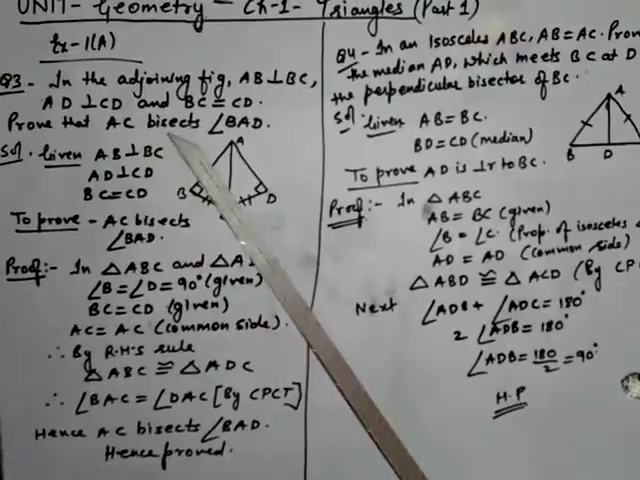 UNIT- Geometry - Ch-1- Triangles (Part 1)
Ex-1(A)
Q3 - In the adjoining fig, AB⊥BC,
AD⊥CD and BC=CD.
Prove that AC bisects ∠BAD.
Sol. Given AB⊥BC
AD⊥CD
BC=CD
A
B
D
To prove - AC bisects
∠BAD.
Proof:- In △ABC and △A
∠B=∠D=90°(given)
BC=CD (given)
AC=AC (common side).
∴ By R.H.S rule
△ABC ≅ △ADC
∴ ∠BAC = ∠DAC [By CPCT]
Hence AC bisects ∠BAD.
Hence proved.
Q4 - In an Isosceles ABC, AB=AC. Prov
the median AD, which meets BC at D
the perpendicular bisector of BC.
Sol Given AB=BC.
BD=CD (median)
A
B
D
To prove AD is ⊥r to BC.
Proof:- In △ABC
AB=BC (given)
∠B=∠C. (Prop. of isosceles
AD=AD (common side)
△ABD ≅ △ACD (By CP
Next ∠ADB+ ∠ADC=180°
2 ∠ADB=180°
∠ADB=180/2=90°
H.P